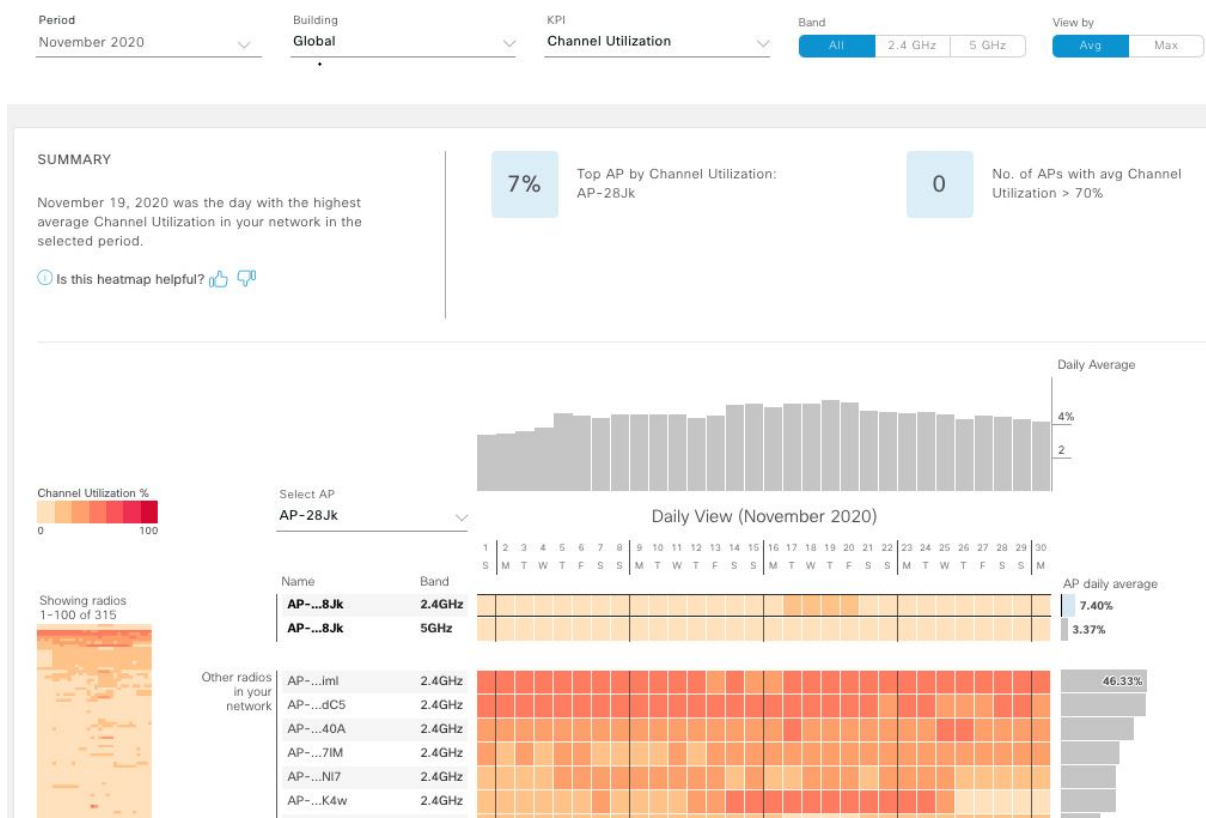 Period
November 2020
Building
Global
KPI
Channel Utilization
Band
All 2.4 GHz 5 GHz
View by
Avg Max
SUMMARY
November 19, 2020 was the day with the highest
average Channel Utilization in your network in the
selected period.
Is this heatmap helpful?
7%
Top AP by Channel Utilization:
AP-28Jk
0
No. of APs with avg Channel
Utilization > 70%
Daily Average
4%
2
Channel Utilization %
0 100
Select AP
AP-28Jk
Daily View (November 2020)
1 2 3 4 5 6 7 8 9 10 11 12 13 14 15 16 17 18 19 20 21 22 23 24 25 26 27 28 29 30
S M T W T F S S M T W T F S S M T W T F S S M T W T F S S M
Name Band
AP daily average
Showing radios
1-100 of 315
AP-...8Jk 2.4GHz 7.40%
AP-...8Jk 5GHz 3.37%
Other radios
in your
network
AP-...iml 2.4GHz 46.33%
AP-...dC5 2.4GHz
AP-...40A 2.4GHz
AP-...7IM 2.4GHz
AP-...NI7 2.4GHz
AP-...K4w 2.4GHz